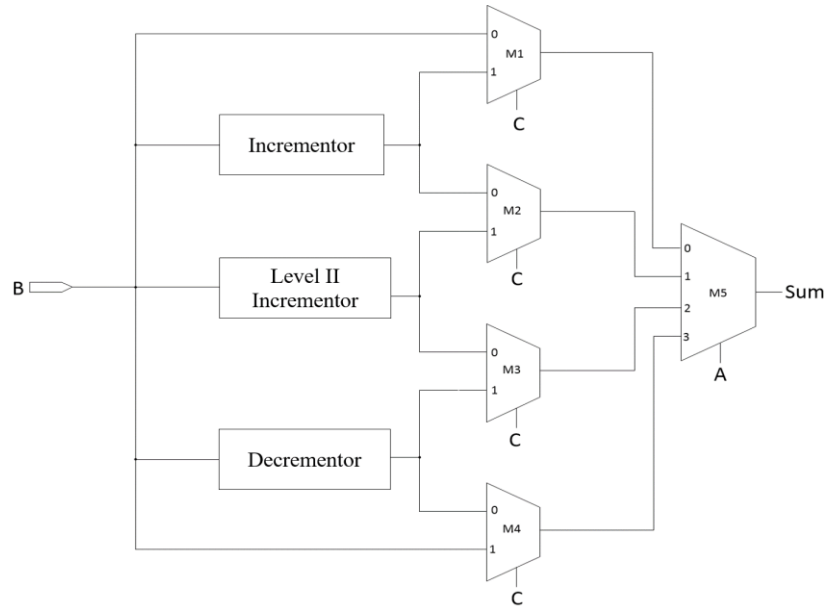 0
M1
1
C
Incrementor
0
M2
1
C
Level II
Incrementor
B
0
1
M5
2
3
Sum
A
0
M3
1
C
Decrementor
0
M4
1
C